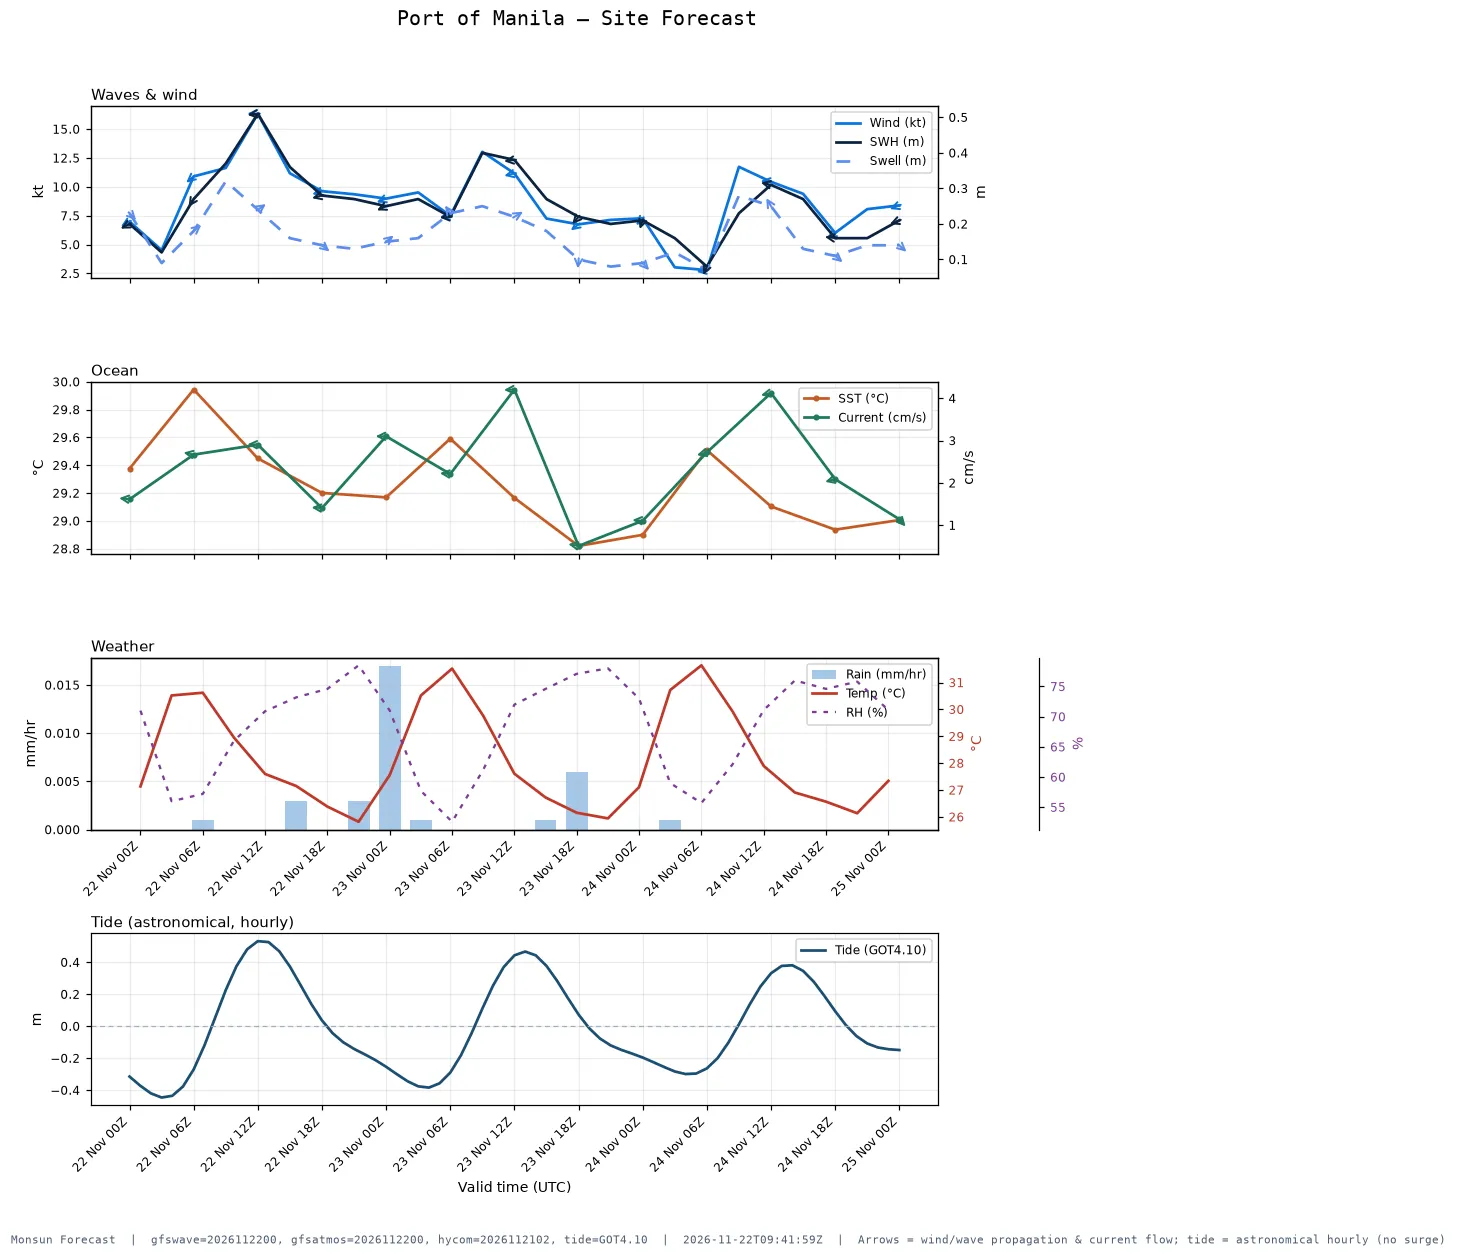 Port of Manila — Site Forecast
Waves & wind
15.0
12.5
10.0
7.5
5.0
2.5
kt
Wind (kt)
SWH (m)
Swell (m)
0.5
0.4
0.3
0.2
0.1
m
Ocean
30.0
29.8
29.6
29.4
29.2
29.0
28.8
°C
SST (°C)
Current (cm/s)
4
3
2
1
cm/s
Weather
0.015
0.010
0.005
0.000
mm/hr
Rain (mm/hr)
Temp (°C)
RH (%)
31
30
29
28
27
26
°C
75
70
65
60
55
%
22 Nov 00Z
22 Nov 06Z
22 Nov 12Z
22 Nov 18Z
23 Nov 00Z
23 Nov 06Z
23 Nov 12Z
23 Nov 18Z
24 Nov 00Z
24 Nov 06Z
24 Nov 12Z
24 Nov 18Z
25 Nov 00Z
Tide (astronomical, hourly)
0.4
0.2
0.0
−0.2
−0.4
m
Tide (GOT4.10)
22 Nov 00Z
22 Nov 06Z
22 Nov 12Z
22 Nov 18Z
23 Nov 00Z
23 Nov 06Z
23 Nov 12Z
23 Nov 18Z
24 Nov 00Z
24 Nov 06Z
24 Nov 12Z
24 Nov 18Z
25 Nov 00Z
Valid time (UTC)
Monsun Forecast | gfswave=2026112200, gfsatmos=2026112200, hycom=2026112102, tide=GOT4.10 | 2026-11-22T09:41:59Z | Arrows = wind/wave propagation & current flow; tide = astronomical hourly (no surge)